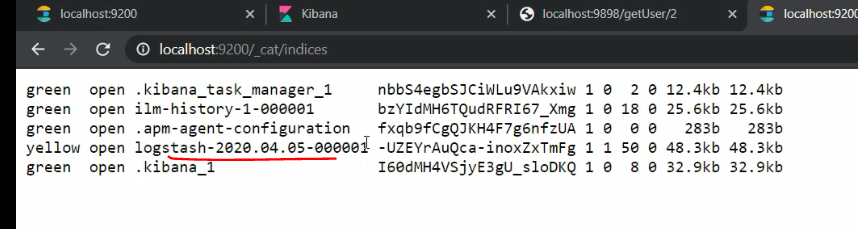 localhost:9200 Kibana localhost:9898/getUser/2 localhost:920
localhost:9200/_cat/indices
green open .kibana_task_manager_1 nbbS4egbSJCiWLu9VAkxiw 1 0 2 0 12.4kb 12.4kb
green open ilm-history-1-000001 bzYIdMH6TQudRFRI67_Xmg 1 0 18 0 25.6kb 25.6kb
green open .apm-agent-configuration fxqb9fCgQJKH4F7g6nfzUA 1 0 0 0 283b 283b
yellow open logstash-2020.04.05-000001 -UZEYrAuQca-inoxZxTmFg 1 1 50 0 48.3kb 48.3kb
green open .kibana_1 I60dMH4VSjyE3gU_sloDKQ 1 0 8 0 32.9kb 32.9kb